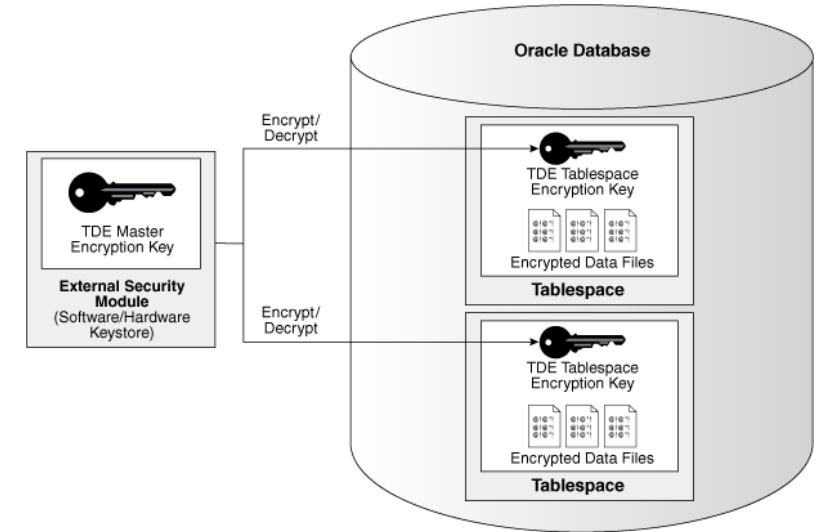 Oracle Database
Encrypt/
Decrypt
TDE Master
Encryption Key
External Security
Module
(Software/Hardware
Keystore)
TDE Tablespace
Encryption Key
Encrypted Data Files
Tablespace
Encrypt/
Decrypt
TDE Tablespace
Encryption Key
Encrypted Data Files
Tablespace